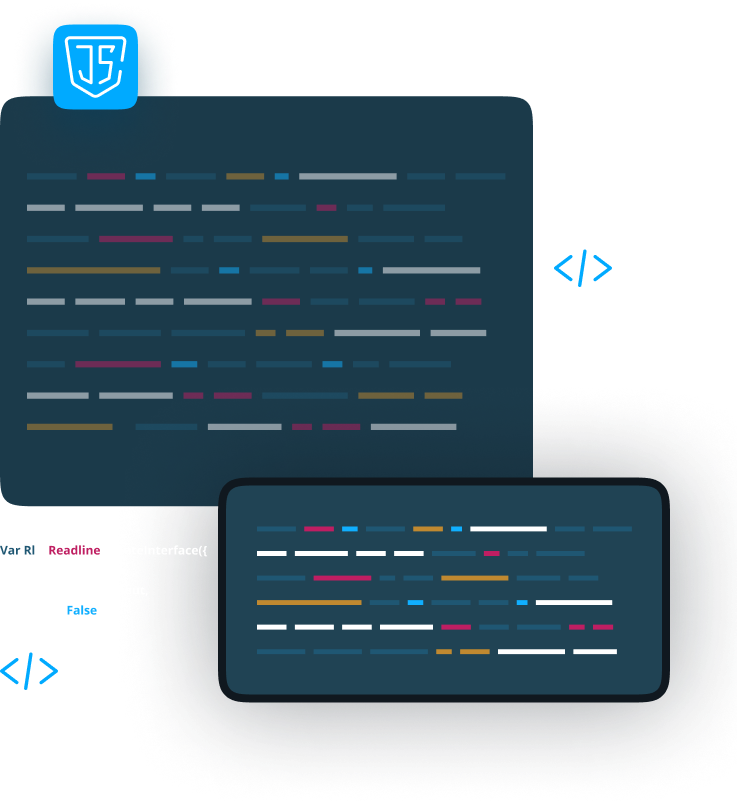 JS
</>
Var Rl Readline Interface({
False
</>